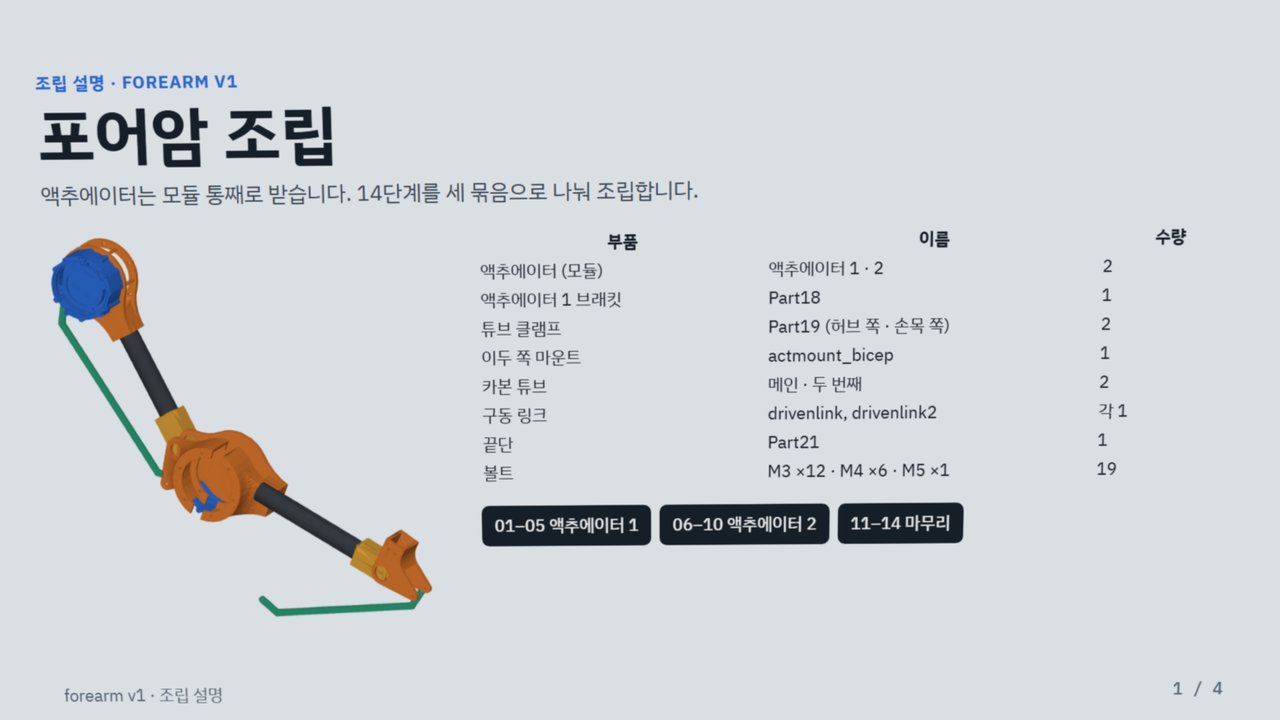 조립 설명 · FOREARM V1
포어암 조립
액추에이터는 모듈 통째로 받습니다. 14단계를 세 묶음으로 나눠 조립합니다.
부품 이름 수량
액추에이터 (모듈) 액추에이터 1 · 2 2
액추에이터 1 브래킷 Part18 1
튜브 클램프 Part19 (허브 쪽 · 손목 쪽) 2
이두 쪽 마운트 actmount_bicep 1
카본 튜브 메인 · 두 번째 2
구동 링크 drivenlink, drivenlink2 각 1
끝단 Part21 1
볼트 M3 ×12 · M4 ×6 · M5 ×1 19
01–05 액추에이터 1 06–10 액추에이터 2 11–14 마무리
forearm v1 · 조립 설명
1 / 4